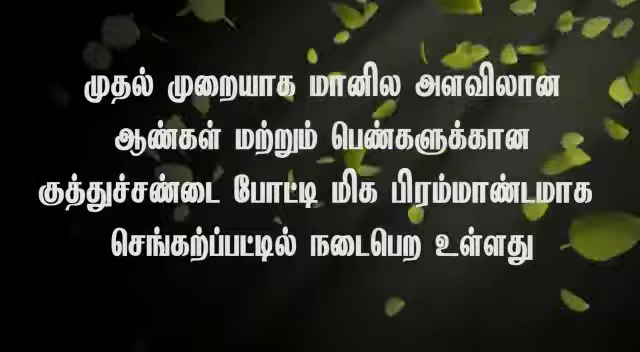 முதல் முறையாக மானில அளவிலான
ஆண்கள் மற்றும் பெண்களுக்கான
குத்துச்சண்டை போட்டி மிக பிரம்மாண்டமாக
செங்கற்ப்பட்டில் நடைபெற உள்ளது